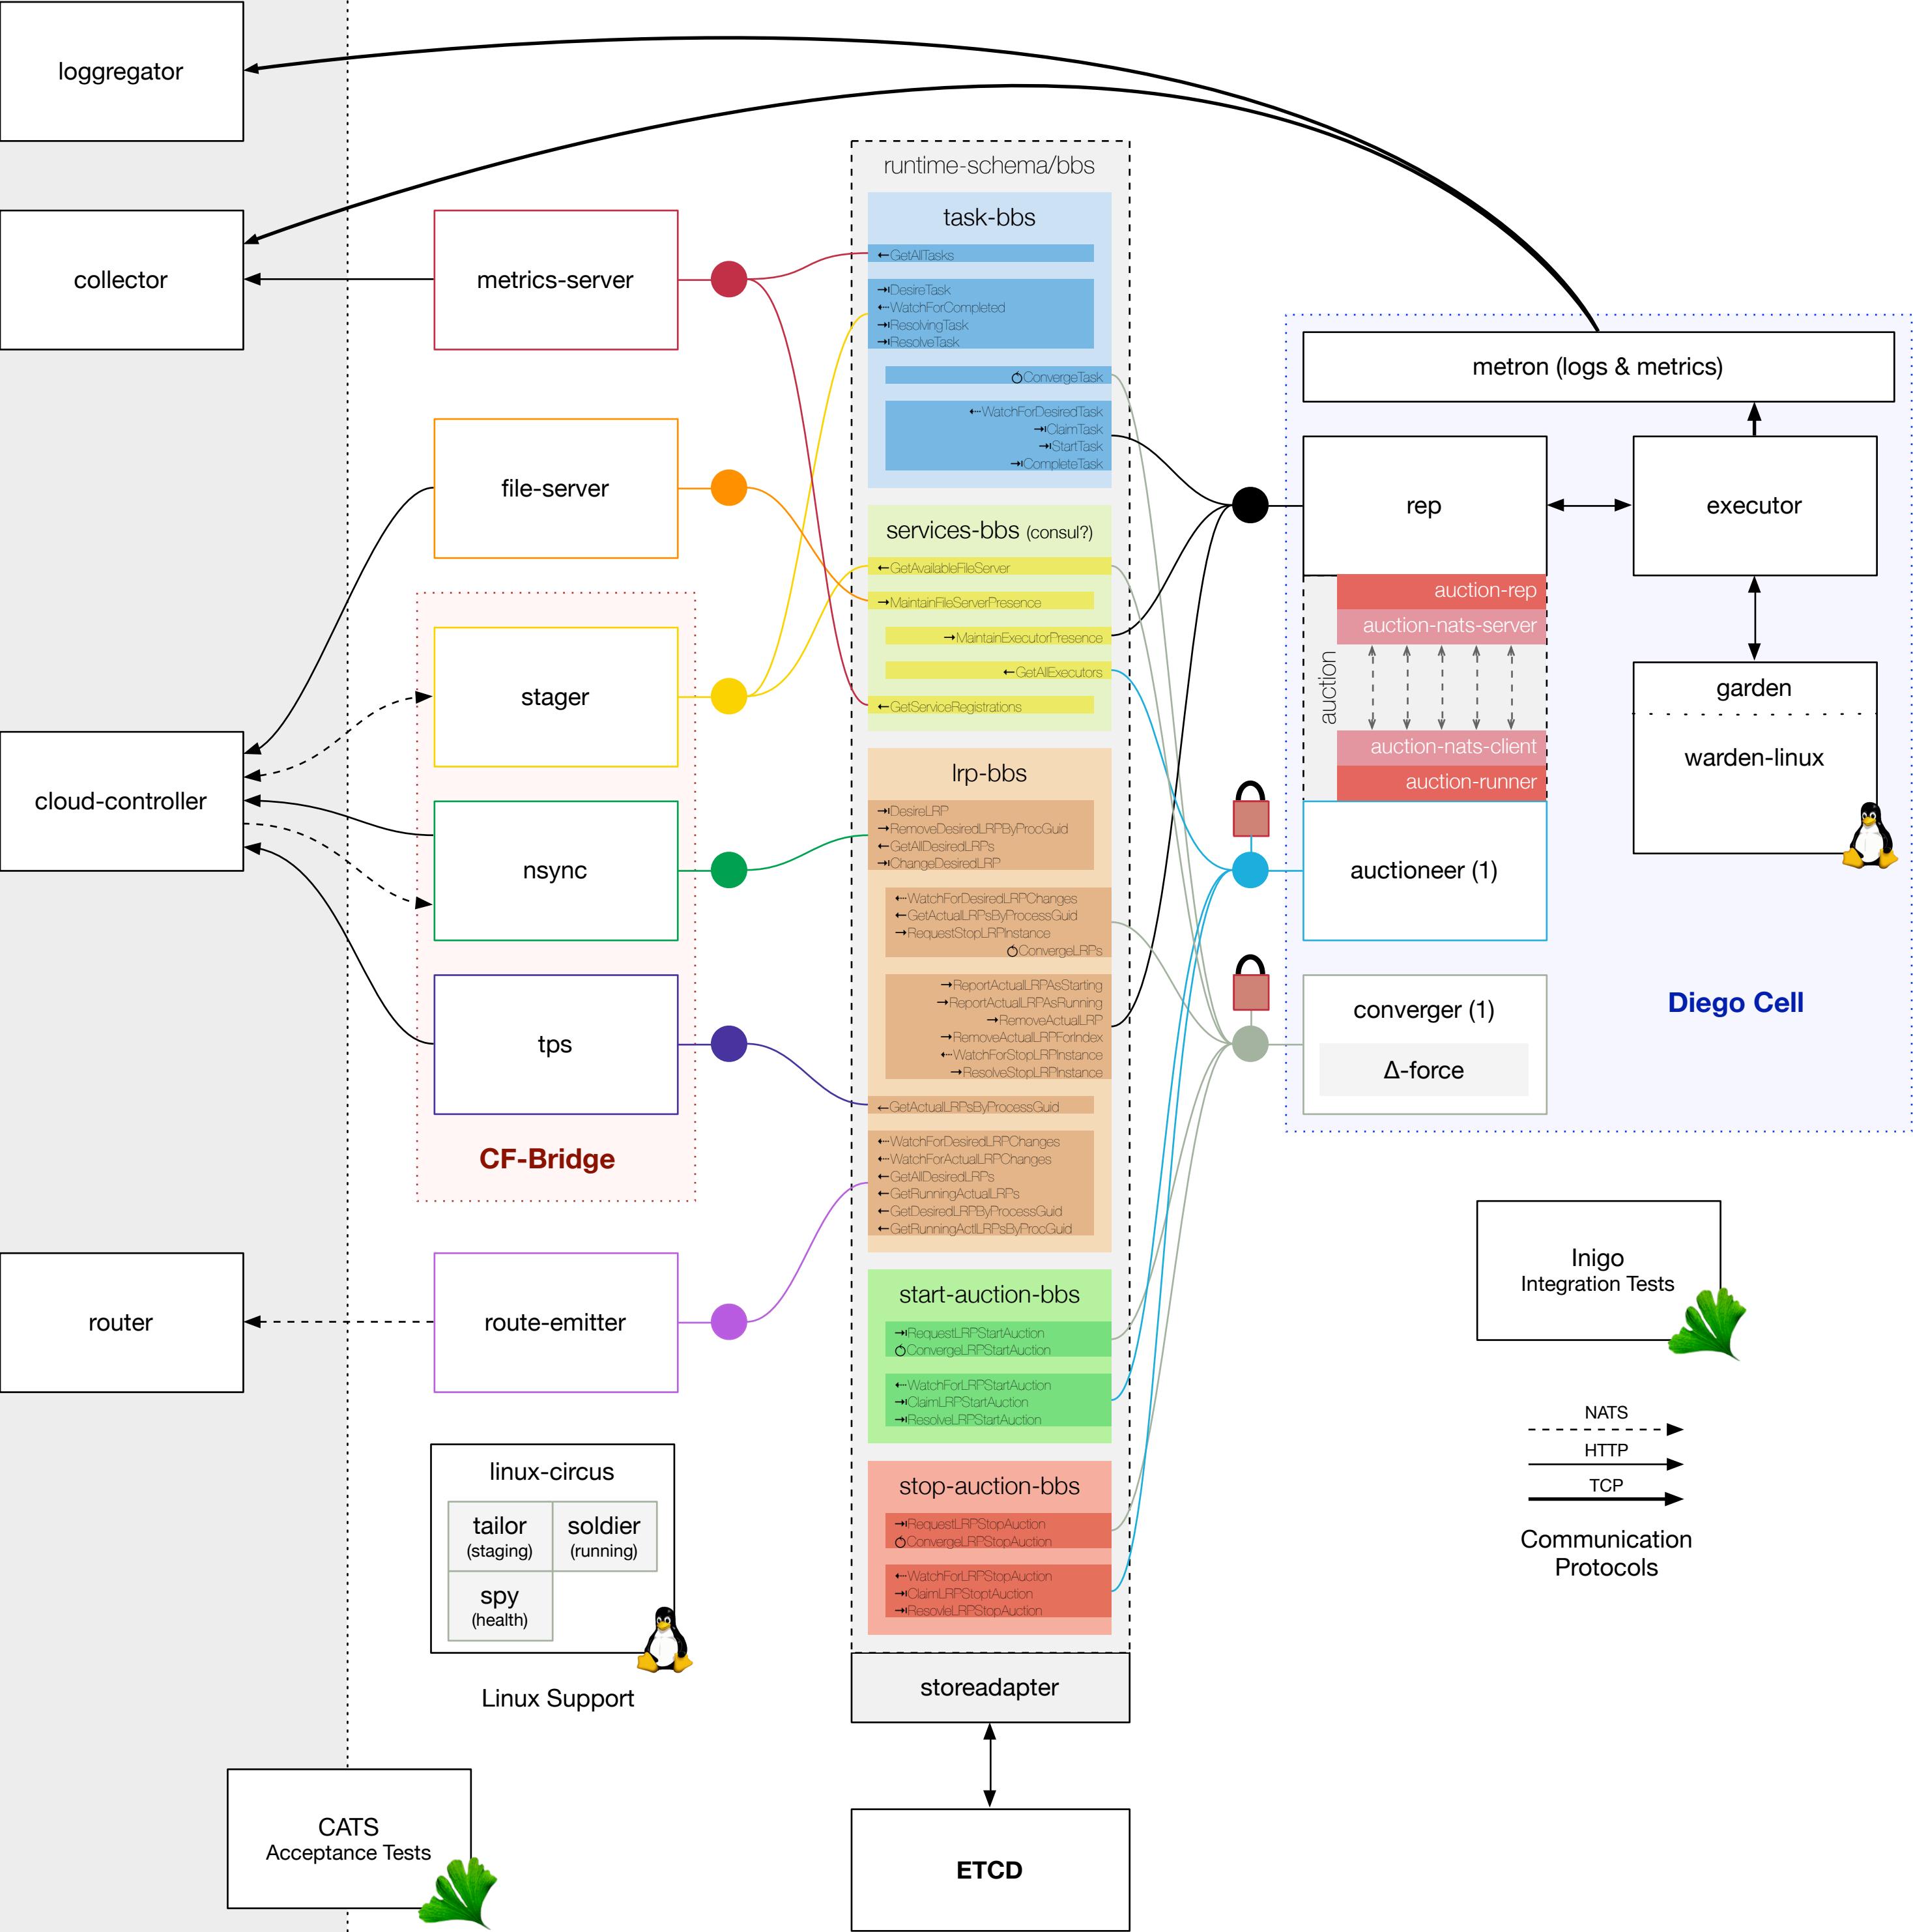 loggregator
collector
cloud-controller
router
metrics-server
file-server
stager
nsync
tps
CF-Bridge
route-emitter
linux-circus
tailor
(staging)
soldier
(running)
spy
(health)
Linux Support
CATS
Acceptance Tests
runtime-schema/bbs
task-bbs
GetAllTasks
DesireTask
WatchForCompleted
ResolvingTask
ResolveTask
ConvergeTask
WatchForDesiredTask
ClaimTask
StartTask
CompleteTask
services-bbs (consul?)
GetAvailableFileServer
MaintainFileServerPresence
MaintainExecutorPresence
GetAllExecutors
GetServiceRegistrations
lrp-bbs
DesireLRP
RemoveDesiredLRPByProcGuid
GetAllDesiredLRPs
ChangeDesiredLRP
WatchForDesiredLRPChanges
GetActualLRPsByProcessGuid
RequestStopLRPInstance
ConvergeLRPs
ReportActualLRPAsStarting
ReportActualLRPAsRunning
RemoveActualLRP
RemoveActualLRPForIndex
WatchForStopLRPInstance
ResolveStopLRPInstance
GetActualLRPsByProcessGuid
WatchForDesiredLRPChanges
WatchForActualLRPChanges
GetAllDesiredLRPs
GetRunningActualLRPs
GetDesiredLRPByProcessGuid
GetRunningActlLRPsByProcGuid
start-auction-bbs
RequestLRPStartAuction
ConvergeLRPStartAuction
WatchForLRPStartAuction
ClaimLRPStartAuction
ResolveLRPStartAuction
stop-auction-bbs
RequestLRPStopAuction
ConvergeLRPStopAuction
WatchForLRPStopAuction
ClaimLRPStoptAuction
ResovleLRPStopAuction
storeadapter
ETCD
metron (logs & metrics)
rep
executor
auction-rep
auction-nats-server
auction
auction-nats-client
auction-runner
garden
warden-linux
auctioneer (1)
converger (1)
Δ-force
Diego Cell
Inigo
Integration Tests
NATS
HTTP
TCP
Communication
Protocols